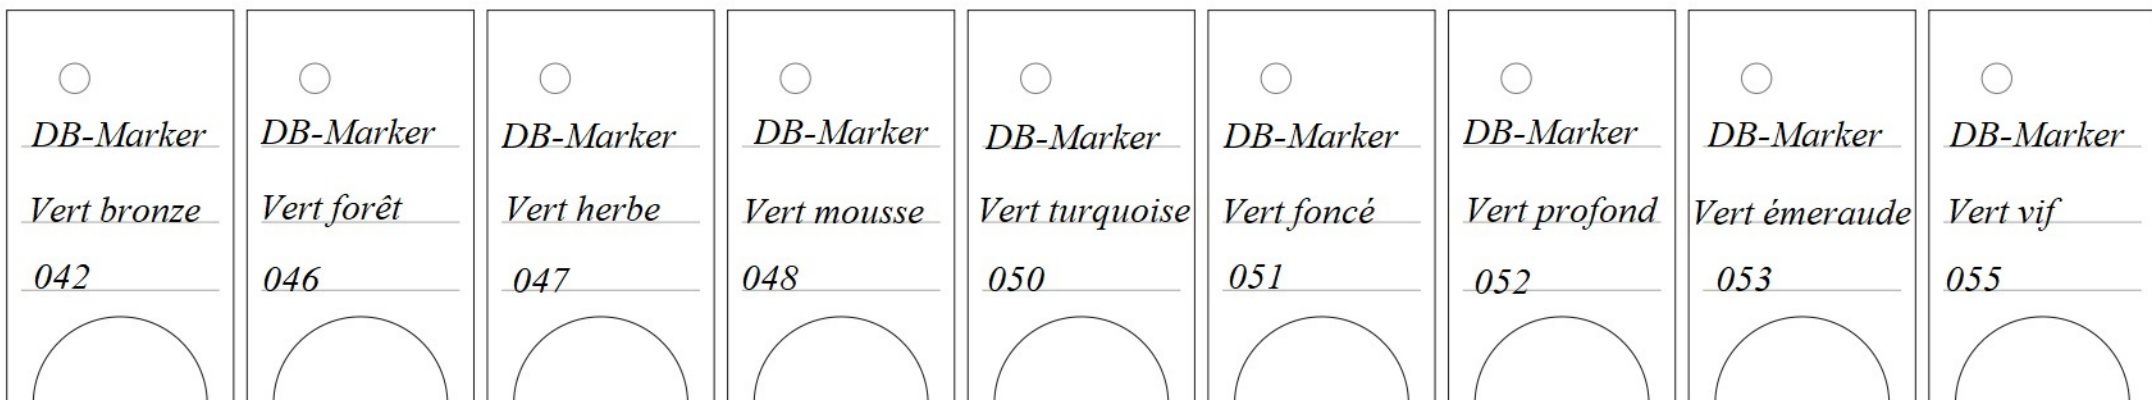 DB-Marker
Vert bronze
042
DB-Marker
Vert forêt
046
DB-Marker
Vert herbe
047
DB-Marker
Vert mousse
048
DB-Marker
Vert turquoise
050
DB-Marker
Vert foncé
051
DB-Marker
Vert profond
052
DB-Marker
Vert émeraude
053
DB-Marker
Vert vif
055